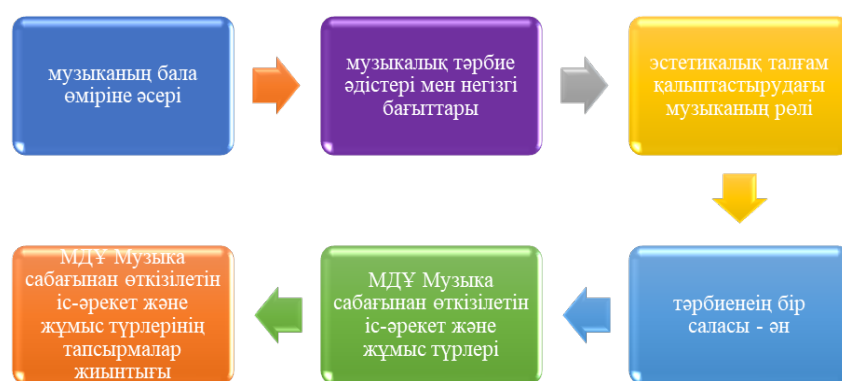 музыканың бала
өміріне әсері
музыкалық тәрбие
әдістері мен негізгі
бағыттары
эстетикалық талғам
қалыптастырудағы
музыканың рөлі
тәрбиенеің бір
саласы - ән
МДҰ Музыка
сабағынан өткізілетін
іс-әрекет және
жұмыс түрлері
МДҰ Музыка
сабағынан өткізілетін
іс-әрекет және
жұмыс түрлерінің
тапсырмалар
жиынтығы